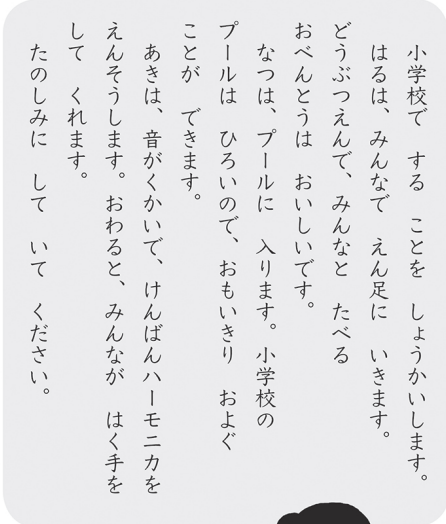 小学校で する ことを しょうかいします。
はるは、みんなで えん足に いきます。
どうぶつえんで、みんなと たべる
おべんとうは おいしいです。
なつは、プールに 入ります。小学校の
プールは ひろいので、おもいきり およぐ
ことが できます。
あきは、音がくかいで、けんばんハーモニカを
えんそうします。おわると、みんなが はく手を
して くれます。
たのしみに して いて ください。